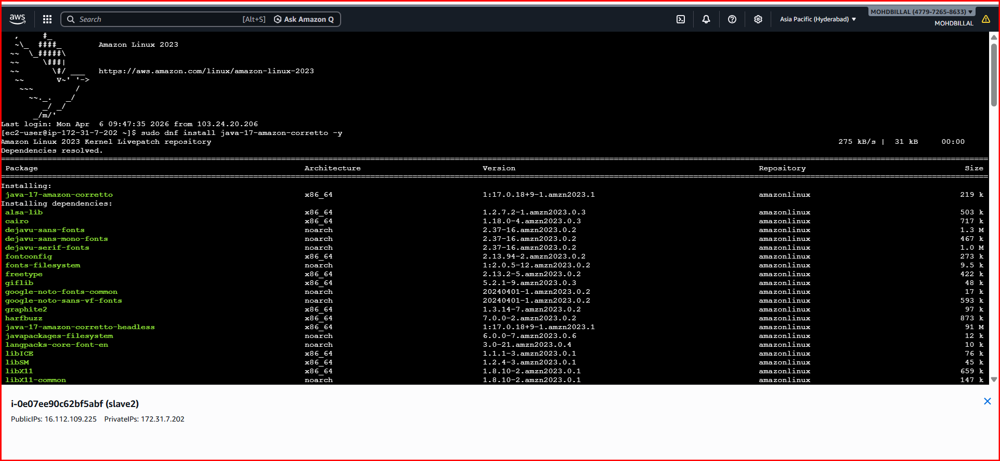 aws
Search [Alt+S] Ask Amazon Q
Asia Pacific (Hyderabad) ▼
MOHDBILLAL (4779-7265-8633) ▼
MOHDBILLAL
   ,     #_
   ~\_  ####_        Amazon Linux 2023
  ~~  \_#####\
  ~~     \###|
  ~~       \#/ ___   https://aws.amazon.com/linux/amazon-linux-2023
   ~~       V~' '->
    ~~~         /
      ~~._.   _/
         _/ _/
       _/m/'
Last login: Mon Apr  6 09:47:35 2026 from 103.24.20.206
[ec2-user@ip-172-31-7-202 ~]$ sudo dnf install java-17-amazon-corretto -y
Amazon Linux 2023 Kernel Livepatch repository 275 kB/s |  31 kB     00:00
Dependencies resolved.
Package Architecture Version Repository Size
Installing:
java-17-amazon-corretto x86_64 1:17.0.18+9-1.amzn2023.1 amazonlinux 219 k
Installing dependencies:
alsa-lib x86_64 1.2.7.2-1.amzn2023.0.3 amazonlinux 503 k
cairo x86_64 1.18.0-4.amzn2023.0.3 amazonlinux 717 k
dejavu-sans-fonts noarch 2.37-16.amzn2023.0.2 amazonlinux 1.3 M
dejavu-sans-mono-fonts noarch 2.37-16.amzn2023.0.2 amazonlinux 467 k
dejavu-serif-fonts noarch 2.37-16.amzn2023.0.2 amazonlinux 1.0 M
fontconfig x86_64 2.13.94-2.amzn2023.0.2 amazonlinux 273 k
fonts-filesystem noarch 1:2.0.5-12.amzn2023.0.2 amazonlinux 9.5 k
freetype x86_64 2.13.2-5.amzn2023.0.2 amazonlinux 422 k
giflib x86_64 5.2.1-9.amzn2023.0.3 amazonlinux 48 k
google-noto-fonts-common noarch 20240401-1.amzn2023.0.2 amazonlinux 17 k
google-noto-sans-vf-fonts noarch 20240401-1.amzn2023.0.2 amazonlinux 593 k
graphite2 x86_64 1.3.14-7.amzn2023.0.2 amazonlinux 97 k
harfbuzz x86_64 7.0.0-2.amzn2023.0.2 amazonlinux 873 k
java-17-amazon-corretto-headless x86_64 1:17.0.18+9-1.amzn2023.1 amazonlinux 91 M
javapackages-filesystem noarch 6.0.0-7.amzn2023.0.6 amazonlinux 12 k
langpacks-core-font-en noarch 3.0-21.amzn2023.0.4 amazonlinux 10 k
libICE x86_64 1.1.1-3.amzn2023.0.1 amazonlinux 76 k
libSM x86_64 1.2.4-3.amzn2023.0.1 amazonlinux 45 k
libX11 x86_64 1.8.10-2.amzn2023.0.1 amazonlinux 659 k
libX11-common noarch 1.8.10-2.amzn2023.0.1 amazonlinux 147 k
i-0e07ee90c62bf5abf (slave2)
PublicIPs: 16.112.109.225 PrivateIPs: 172.31.7.202